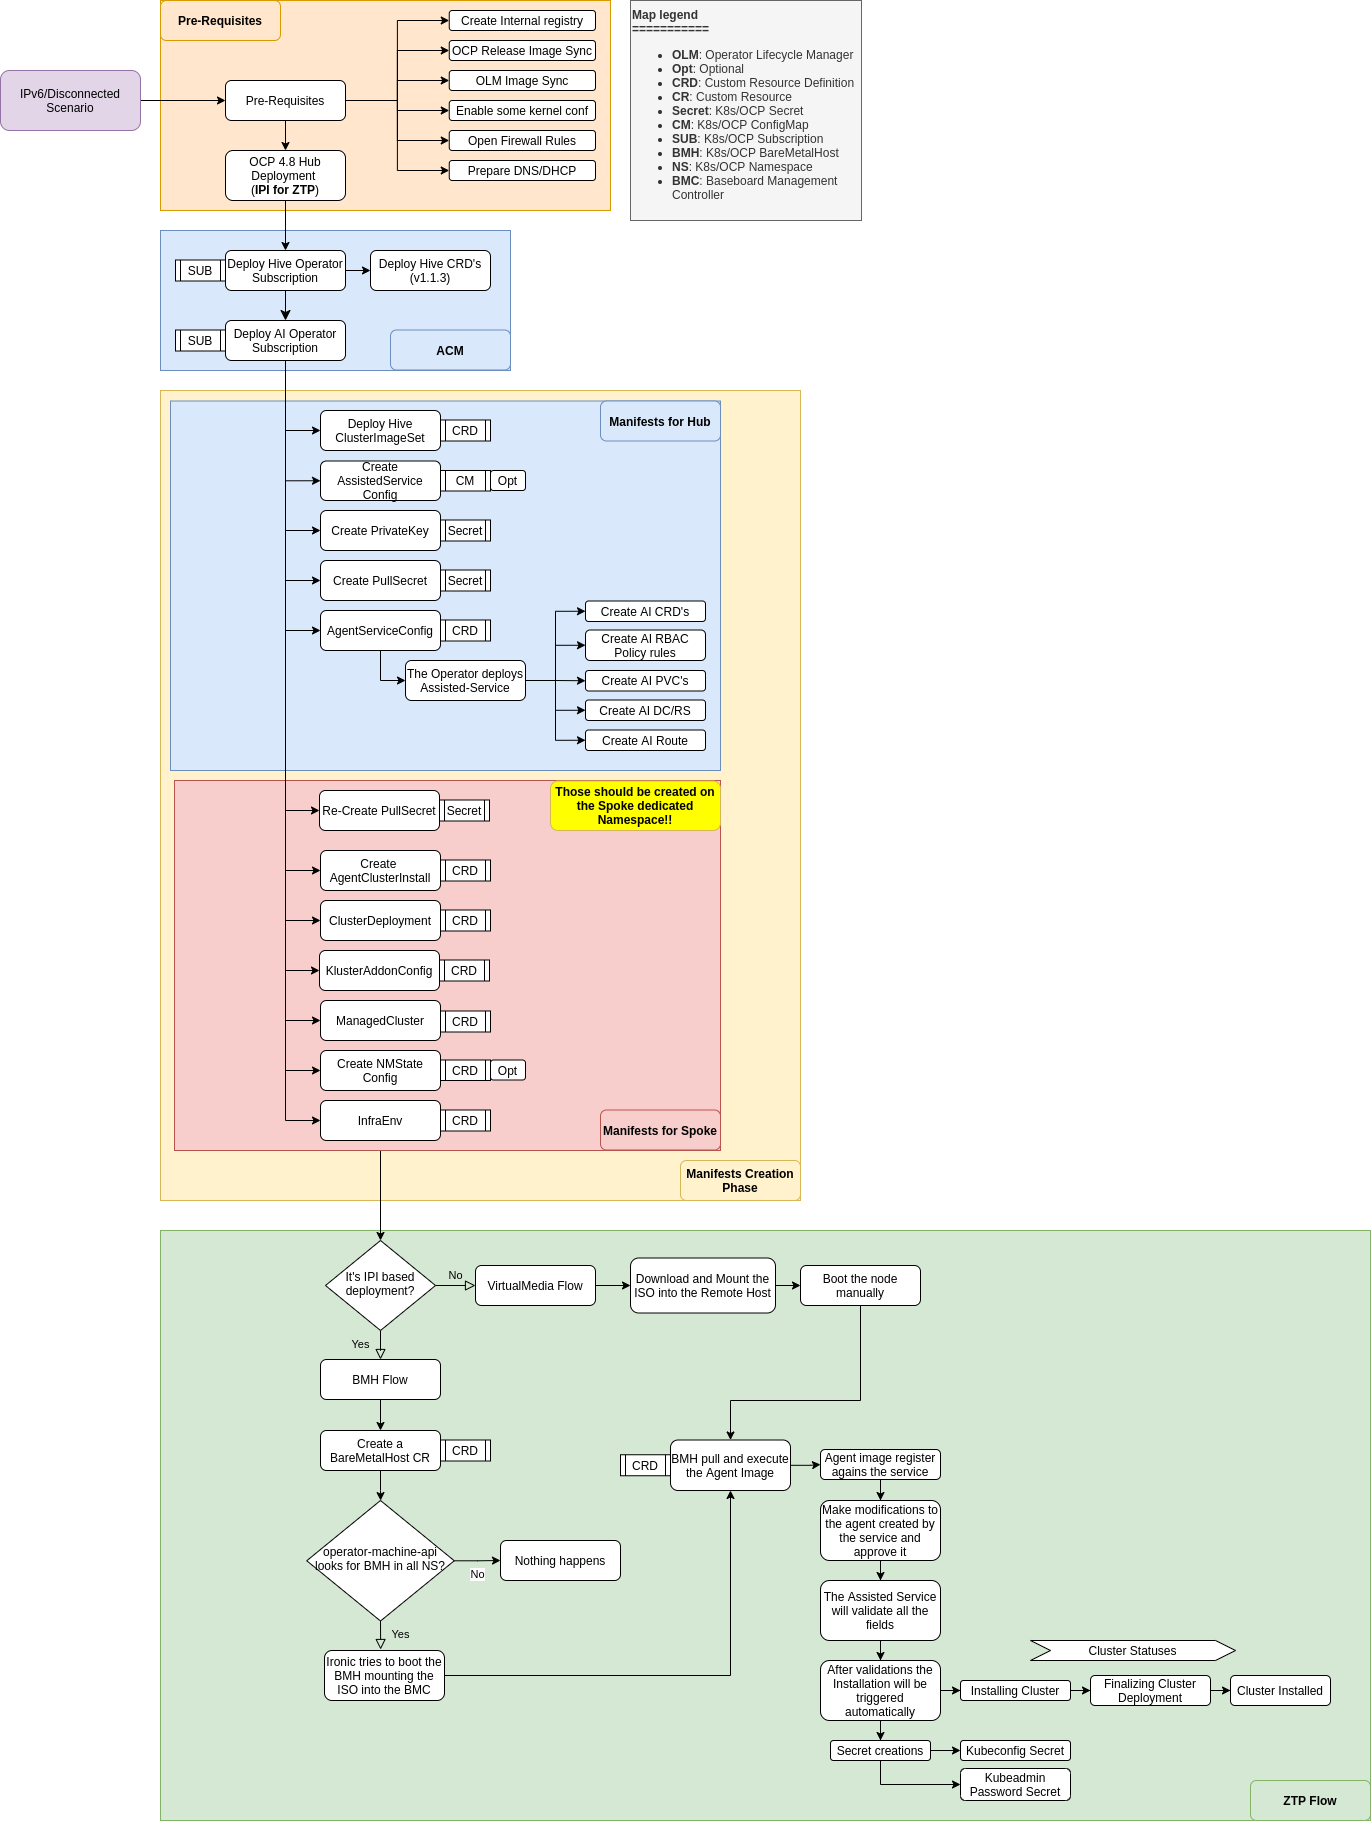 Pre-Requisites
Create Internal registry
OCP Release Image Sync
OLM Image Sync
Enable some kernel conf
Open Firewall Rules
Prepare DNS/DHCP
IPv6/Disconnected
Scenario
Pre-Requisites
OCP 4.8 Hub
Deployment
(IPI for ZTP)
Map legend
===========
OLM: Operator Lifecycle Manager
Opt: Optional
CRD: Custom Resource Definition
CR: Custom Resource
Secret: K8s/OCP Secret
CM: K8s/OCP ConfigMap
SUB: K8s/OCP Subscription
BMH: K8s/OCP BareMetalHost
NS: K8s/OCP Namespace
BMC: Baseboard Management
Controller
SUB
Deploy Hive Operator
Subscription
Deploy Hive CRD's
(v1.1.3)
SUB
Deploy AI Operator
Subscription
ACM
Manifests for Hub
Deploy Hive
ClusterImageSet
CRD
Create
AssistedService
Config
CM
Opt
Create PrivateKey
Secret
Create PullSecret
Secret
AgentServiceConfig
CRD
The Operator deploys
Assisted-Service
Create AI CRD's
Create AI RBAC
Policy rules
Create AI PVC's
Create AI DC/RS
Create AI Route
Those should be created on
the Spoke dedicated
Namespace!!
Re-Create PullSecret
Secret
Create
AgentClusterInstall
CRD
ClusterDeployment
CRD
KlusterAddonConfig
CRD
ManagedCluster
CRD
Create NMState
Config
CRD
Opt
InfraEnv
CRD
Manifests for Spoke
Manifests Creation
Phase
It's IPI based
deployment?
No
VirtualMedia Flow
Download and Mount the
ISO into the Remote Host
Boot the node
manually
Yes
BMH Flow
Create a
BareMetalHost CR
CRD
operator-machine-api
looks for BMH in all NS?
No
Nothing happens
Yes
Ironic tries to boot the
BMH mounting the
ISO into the BMC
CRD
BMH pull and execute
the Agent Image
Agent image register
agains the service
Make modifications to
the agent created by
the service and
approve it
The Assisted Service
will validate all the
fields
After validations the
Installation will be
triggered
automatically
Cluster Statuses
Installing Cluster
Finalizing Cluster
Deployment
Cluster Installed
Secret creations
Kubeconfig Secret
Kubeadmin
Password Secret
ZTP Flow